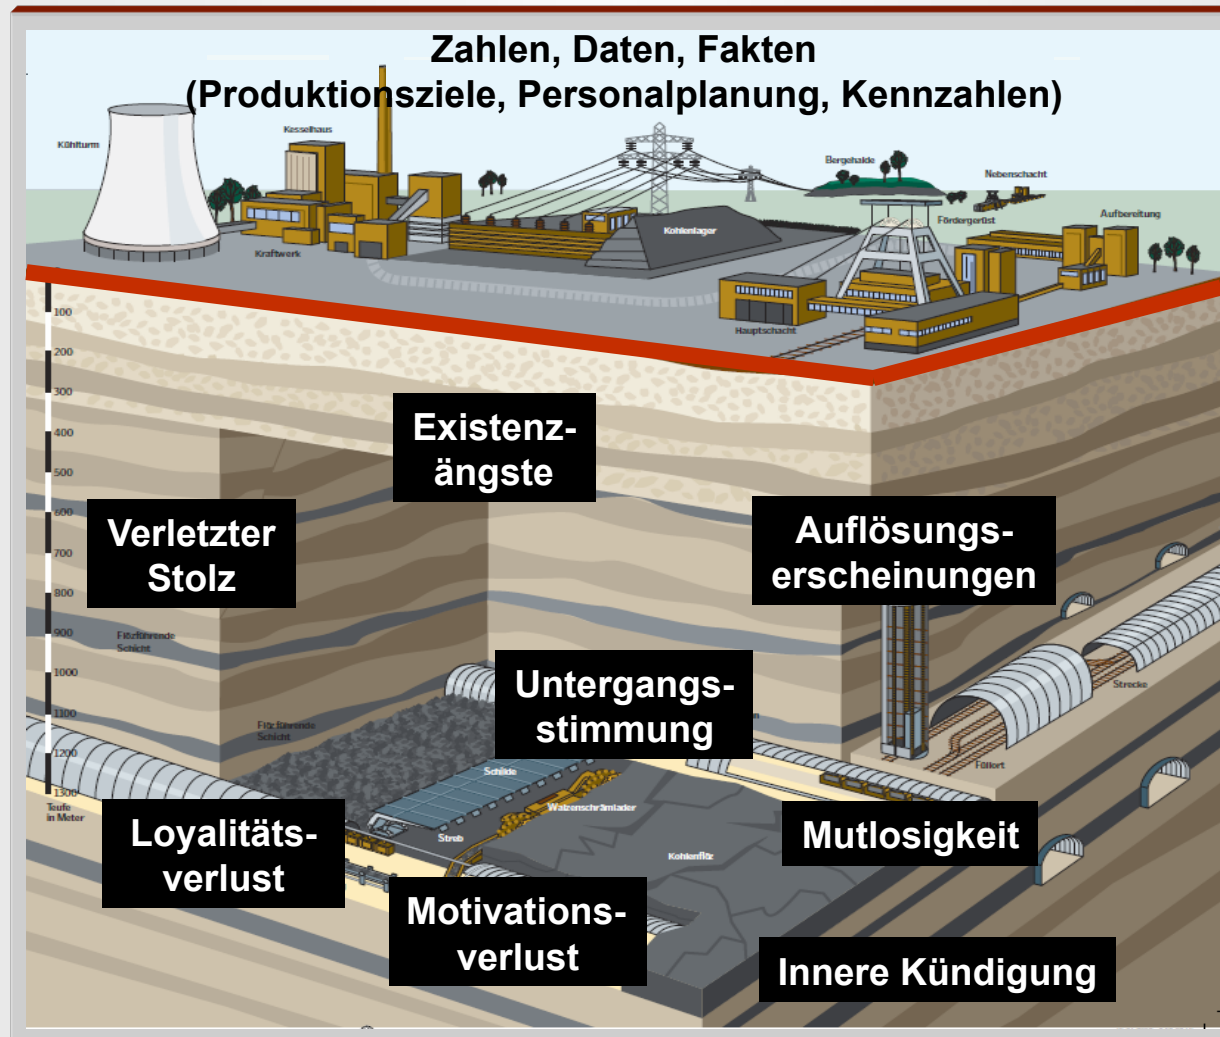 Zahlen, Daten, Fakten
(Produktionsziele, Personalplanung, Kennzahlen)
Kühlturm
Kesselhaus
Kraftwerk
Kohlenlager
Bergehalde
Nebenschacht
Fördergerüst
Aufbereitung
Hauptschacht
100
200
300
400
500
600
700
800
900
1000
1100
1200
1300
Teufe
in Meter
Existenz-
ängste
Verletzter
Stolz
Auflösungs-
erscheinungen
Flözführende
Schicht
Untergangs-
stimmung
Strecke
Flözführende
Schicht
Füllort
Schilde
Walzenschrämlader
Streb
Kohlenflöz
Loyalitäts-
verlust
Mutlosigkeit
Motivations-
verlust
Innere Kündigung